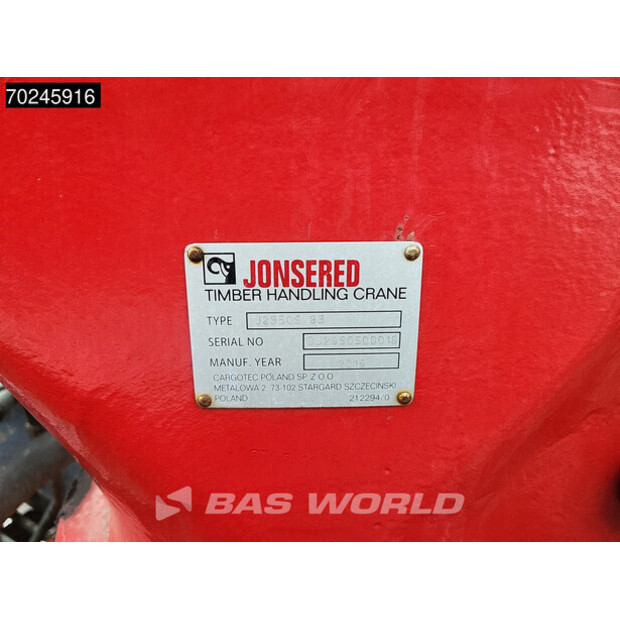 70245916
JONSERED
TIMBER HANDLING CRANE
TYPE
SERIAL NO
MANUF. YEAR
CARGOTEC POLAND SP. Z O.O.
METALOWA 2, 73-102 STARGARD SZCZECINSKI
POLAND 212294/0
BAS WORLD